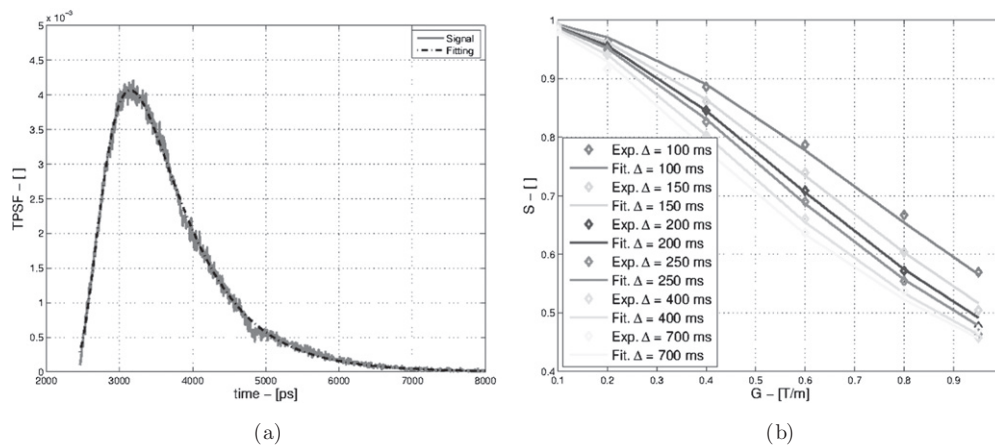 x 10⁻³
5
4.5
4
3.5
3
2.5
2
1.5
1
0.5
0
TPSF – [ ]
Signal
Fitting
2000 3000 4000 5000 6000 7000 8000
time – [ps]
(a)
1
0.9
0.8
0.7
0.6
0.5
0.4
S – [ ]
Exp. Δ = 100 ms
Fit. Δ = 100 ms
Exp. Δ = 150 ms
Fit. Δ = 150 ms
Exp. Δ = 200 ms
Fit. Δ = 200 ms
Exp. Δ = 250 ms
Fit. Δ = 250 ms
Exp. Δ = 400 ms
Fit. Δ = 400 ms
Exp. Δ = 700 ms
Fit. Δ = 700 ms
0.1 0.2 0.3 0.4 0.5 0.6 0.7 0.8 0.9
G – [T/m]
(b)